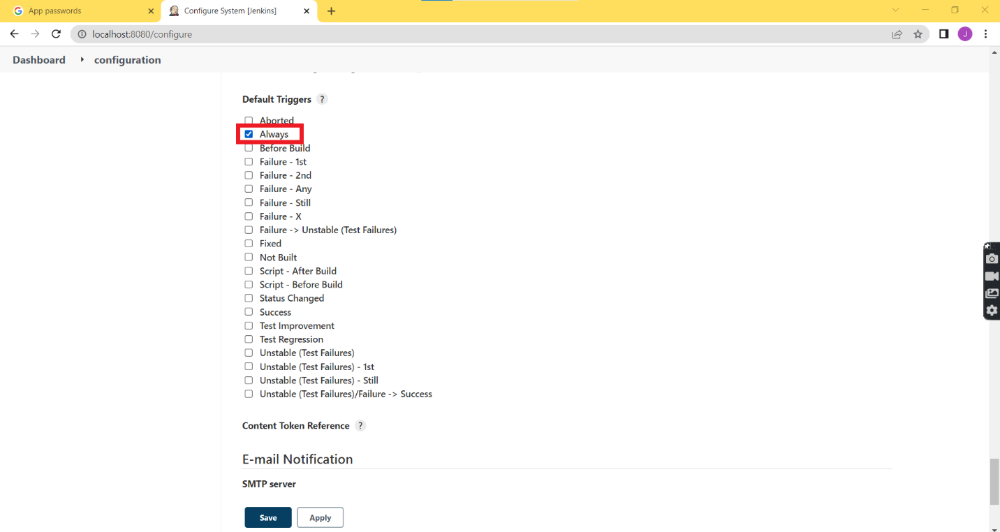 App passwords
Configure System [Jenkins]
localhost:8080/configure
J
Dashboard
configuration
Default Triggers ?
Aborted
Always
Before Build
Failure - 1st
Failure - 2nd
Failure - Any
Failure - Still
Failure - X
Failure -> Unstable (Test Failures)
Fixed
Not Built
Script - After Build
Script - Before Build
Status Changed
Success
Test Improvement
Test Regression
Unstable (Test Failures)
Unstable (Test Failures) - 1st
Unstable (Test Failures) - Still
Unstable (Test Failures)/Failure -> Success
Content Token Reference ?
E-mail Notification
SMTP server
Save Apply